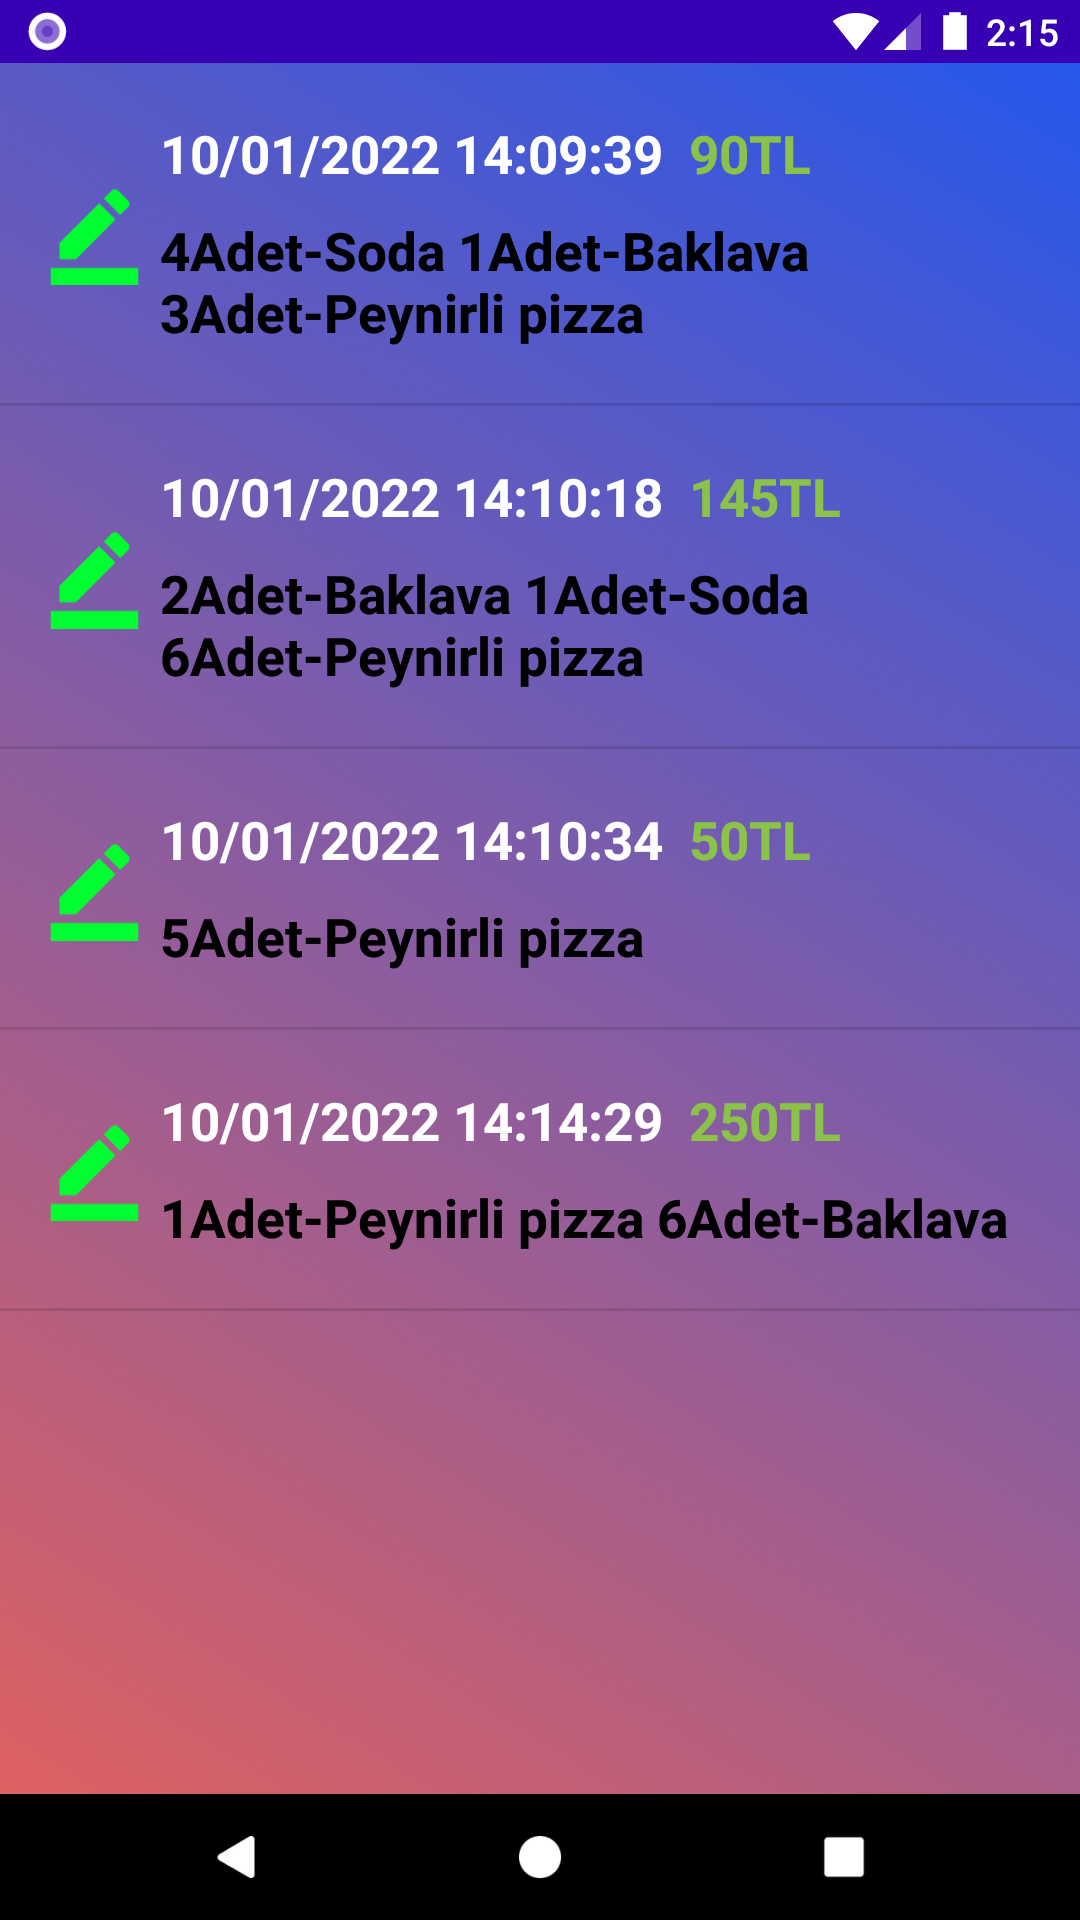 2:15
10/01/2022 14:09:39 90TL
4Adet-Soda 1Adet-Baklava
3Adet-Peynirli pizza
10/01/2022 14:10:18 145TL
2Adet-Baklava 1Adet-Soda
6Adet-Peynirli pizza
10/01/2022 14:10:34 50TL
5Adet-Peynirli pizza
10/01/2022 14:14:29 250TL
1Adet-Peynirli pizza 6Adet-Baklava